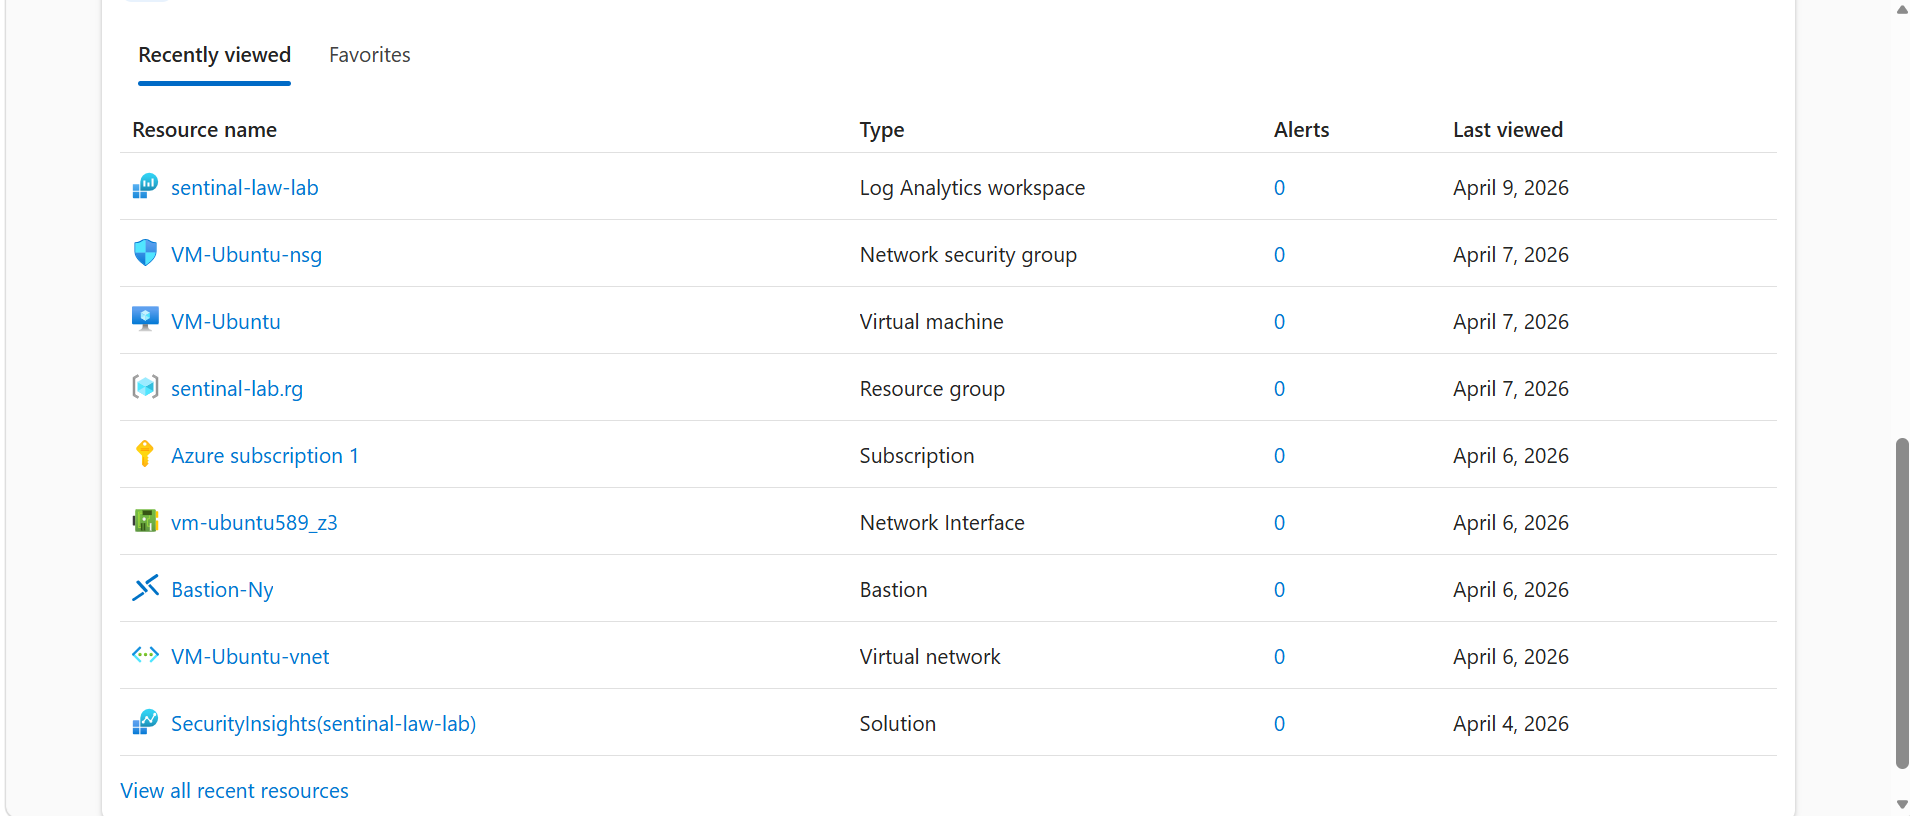 Recently viewed Favorites
Resource name Type Alerts Last viewed
sentinal-law-lab Log Analytics workspace 0 April 9, 2026
VM-Ubuntu-nsg Network security group 0 April 7, 2026
VM-Ubuntu Virtual machine 0 April 7, 2026
sentinal-lab.rg Resource group 0 April 7, 2026
Azure subscription 1 Subscription 0 April 6, 2026
vm-ubuntu589_z3 Network Interface 0 April 6, 2026
Bastion-Ny Bastion 0 April 6, 2026
VM-Ubuntu-vnet Virtual network 0 April 6, 2026
SecurityInsights(sentinal-law-lab) Solution 0 April 4, 2026
View all recent resources